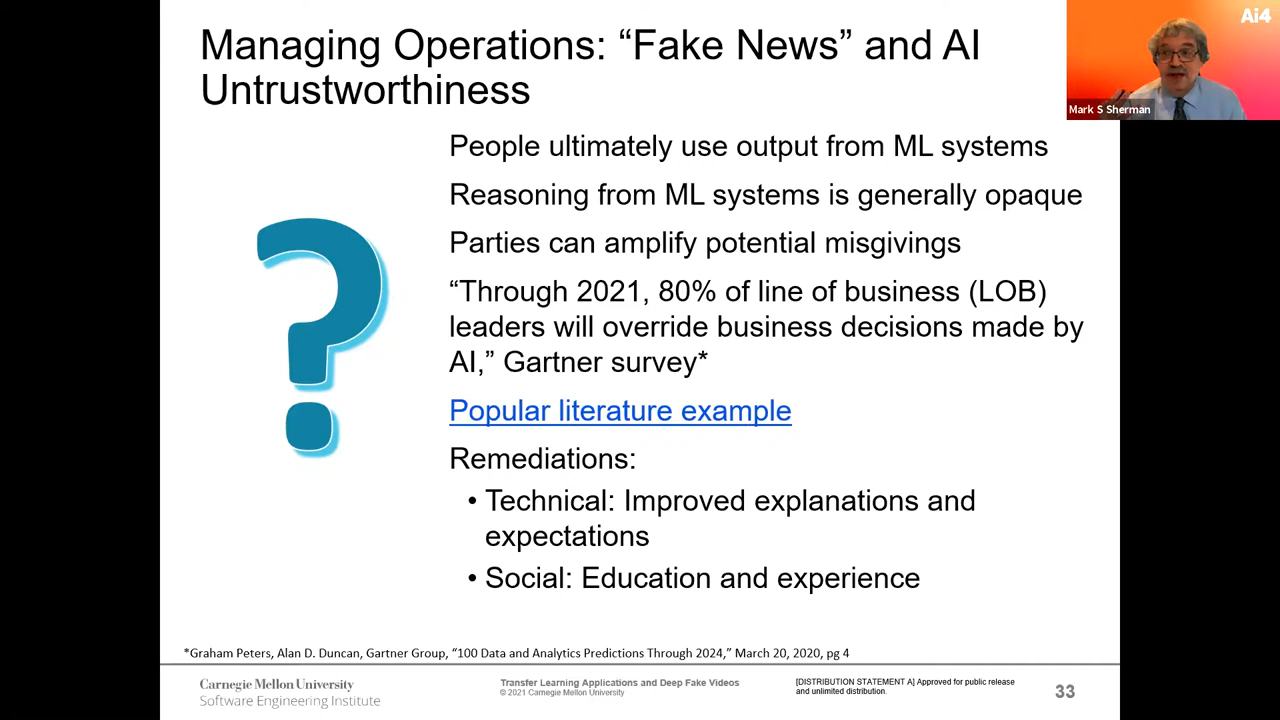 Managing Operations: “Fake News” and AI
Untrustworthiness
Ai4
Mark S Sherman
People ultimately use output from ML systems
Reasoning from ML systems is generally opaque
Parties can amplify potential misgivings
“Through 2021, 80% of line of business (LOB)
leaders will override business decisions made by
AI,” Gartner survey*
Popular literature example
Remediations:
• Technical: Improved explanations and
expectations
• Social: Education and experience
*Graham Peters, Alan D. Duncan, Gartner Group, “100 Data and Analytics Predictions Through 2024,” March 20, 2020, pg 4
Carnegie Mellon University
Software Engineering Institute
Transfer Learning Applications and Deep Fake Videos
© 2021 Carnegie Mellon University
[DISTRIBUTION STATEMENT A] Approved for public release
and unlimited distribution.
33